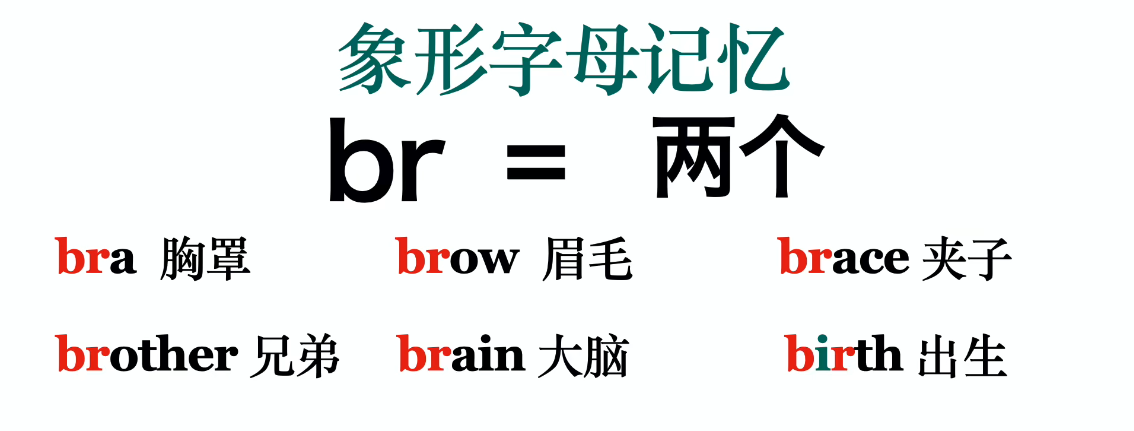 象形字母记忆
br = 两个
bra 胸罩 brow 眉毛 brace 夹子
brother 兄弟 brain 大脑 birth 出生